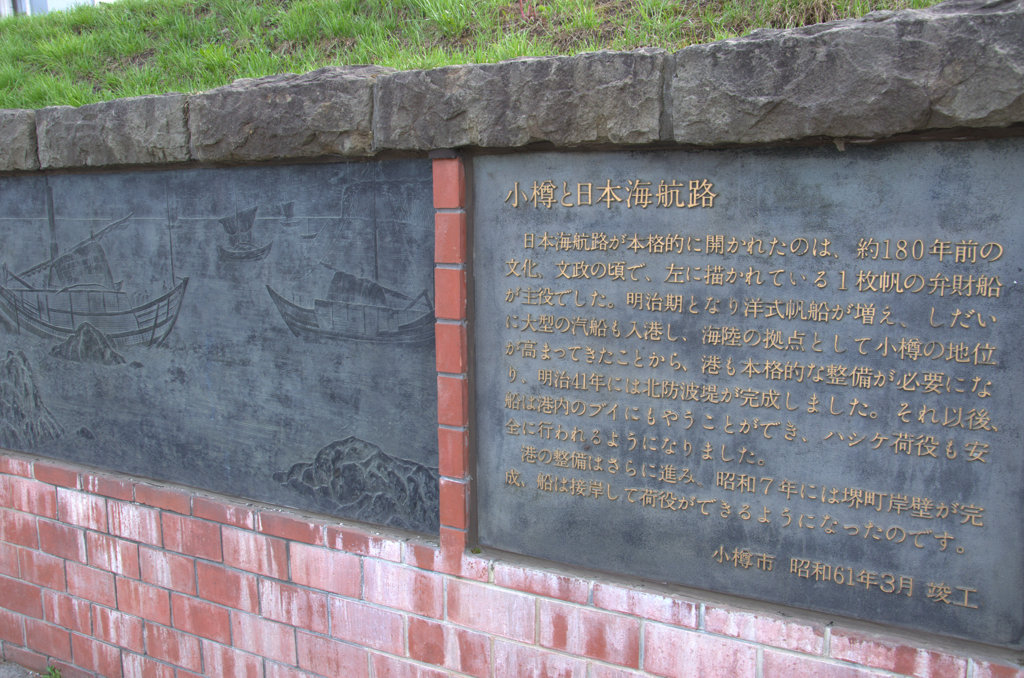 小樽と日本海航路
日本海航路が本格的に開かれたのは、約180年前の
文化、文政の頃で、左に描かれている1枚帆の弁財船
が主役でした。明治期となり洋式帆船が増え、しだい
に大型の汽船も入港し、海陸の拠点として小樽の地位
が高まってきたことから、港も本格的な整備が必要にな
り、明治41年には北防波堤が完成しました。それ以後、
船は港内のブイにもやうことができ、ハシケ荷役も安
全に行われるようになりました。
港の整備はさらに進み、昭和7年には堺町岸壁が完
成、船は接岸して荷役ができるようになったのです。
小樽市 昭和61年3月 竣工